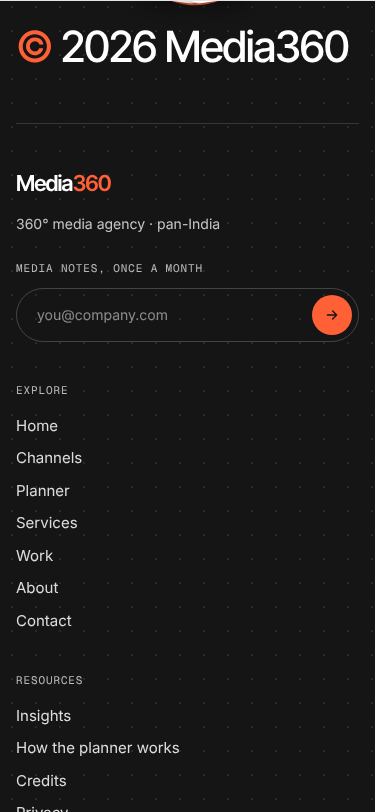 © 2026 Media360
Media360
360° media agency · pan-India
MEDIA NOTES, ONCE A MONTH
you@company.com
EXPLORE
Home
Channels
Planner
Services
Work
About
Contact
RESOURCES
Insights
How the planner works
Credits
Privacy